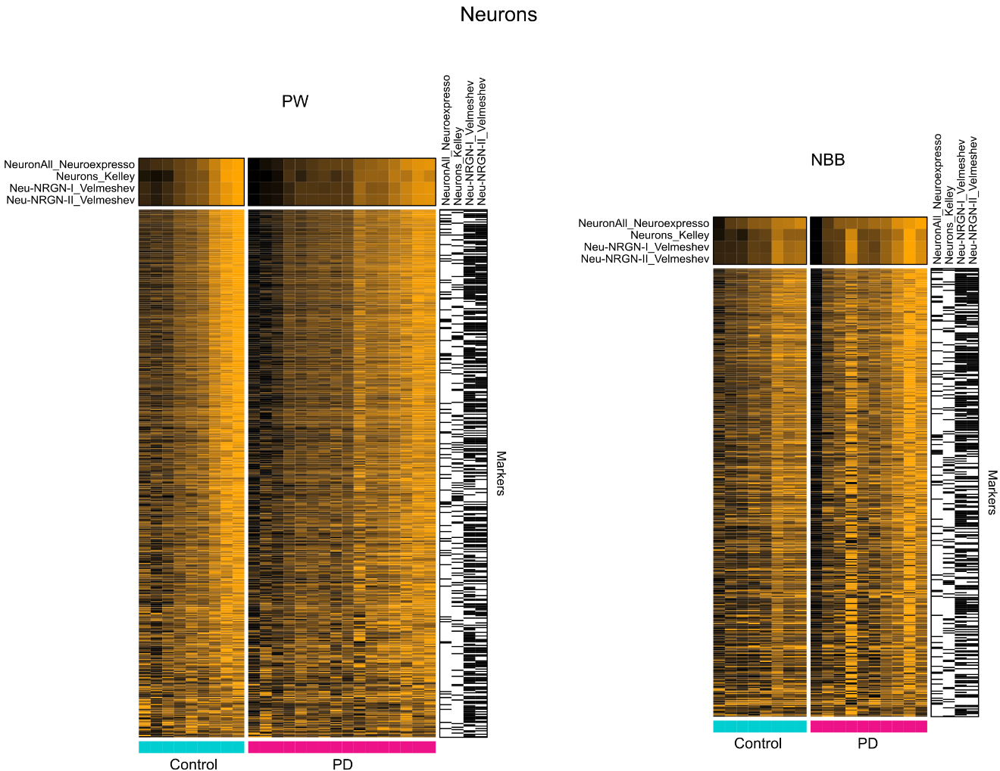 Neurons
PW
NeuronAll_Neuroexpresso
Neurons_Kelley
Neu-NRGN-I_Velmeshev
Neu-NRGN-II_Velmeshev
NeuronAll_Neuroexpresso
Neurons_Kelley
Neu-NRGN-I_Velmeshev
Neu-NRGN-II_Velmeshev
Markers
Control
PD
NBB
NeuronAll_Neuroexpresso
Neurons_Kelley
Neu-NRGN-I_Velmeshev
Neu-NRGN-II_Velmeshev
NeuronAll_Neuroexpresso
Neurons_Kelley
Neu-NRGN-I_Velmeshev
Neu-NRGN-II_Velmeshev
Markers
Control
PD